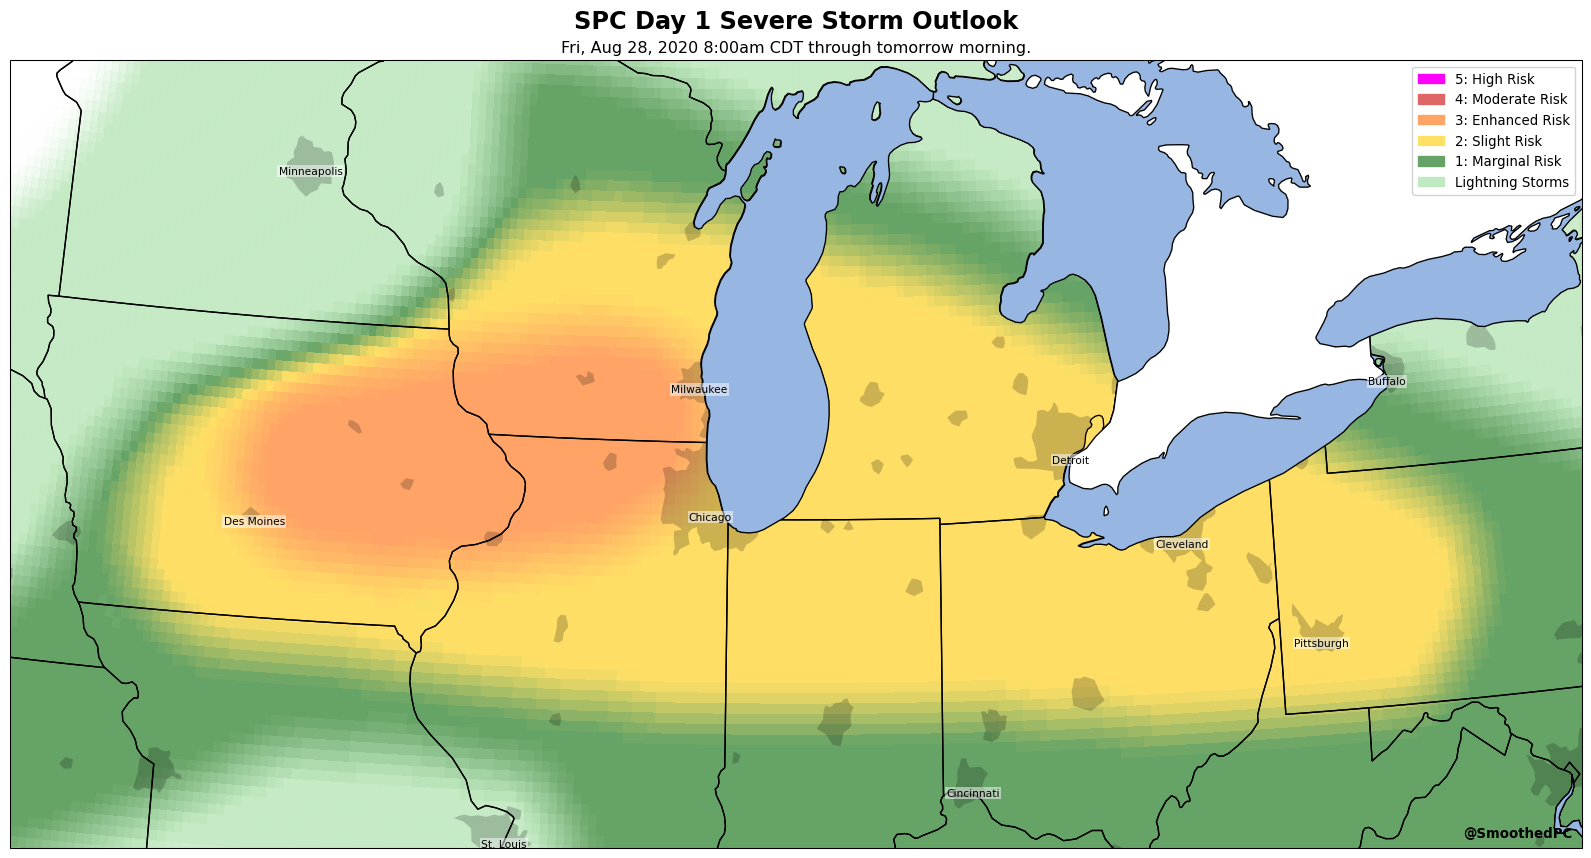 SPC Day 1 Severe Storm Outlook
Fri, Aug 28, 2020 8:00am CDT through tomorrow morning.
5: High Risk
4: Moderate Risk
3: Enhanced Risk
2: Slight Risk
1: Marginal Risk
Lightning Storms
Minneapolis
Buffalo
Milwaukee
Detroit
Chicago
Des Moines
Cleveland
Pittsburgh
Cincinnati
@SmoothedPC
St. Louis